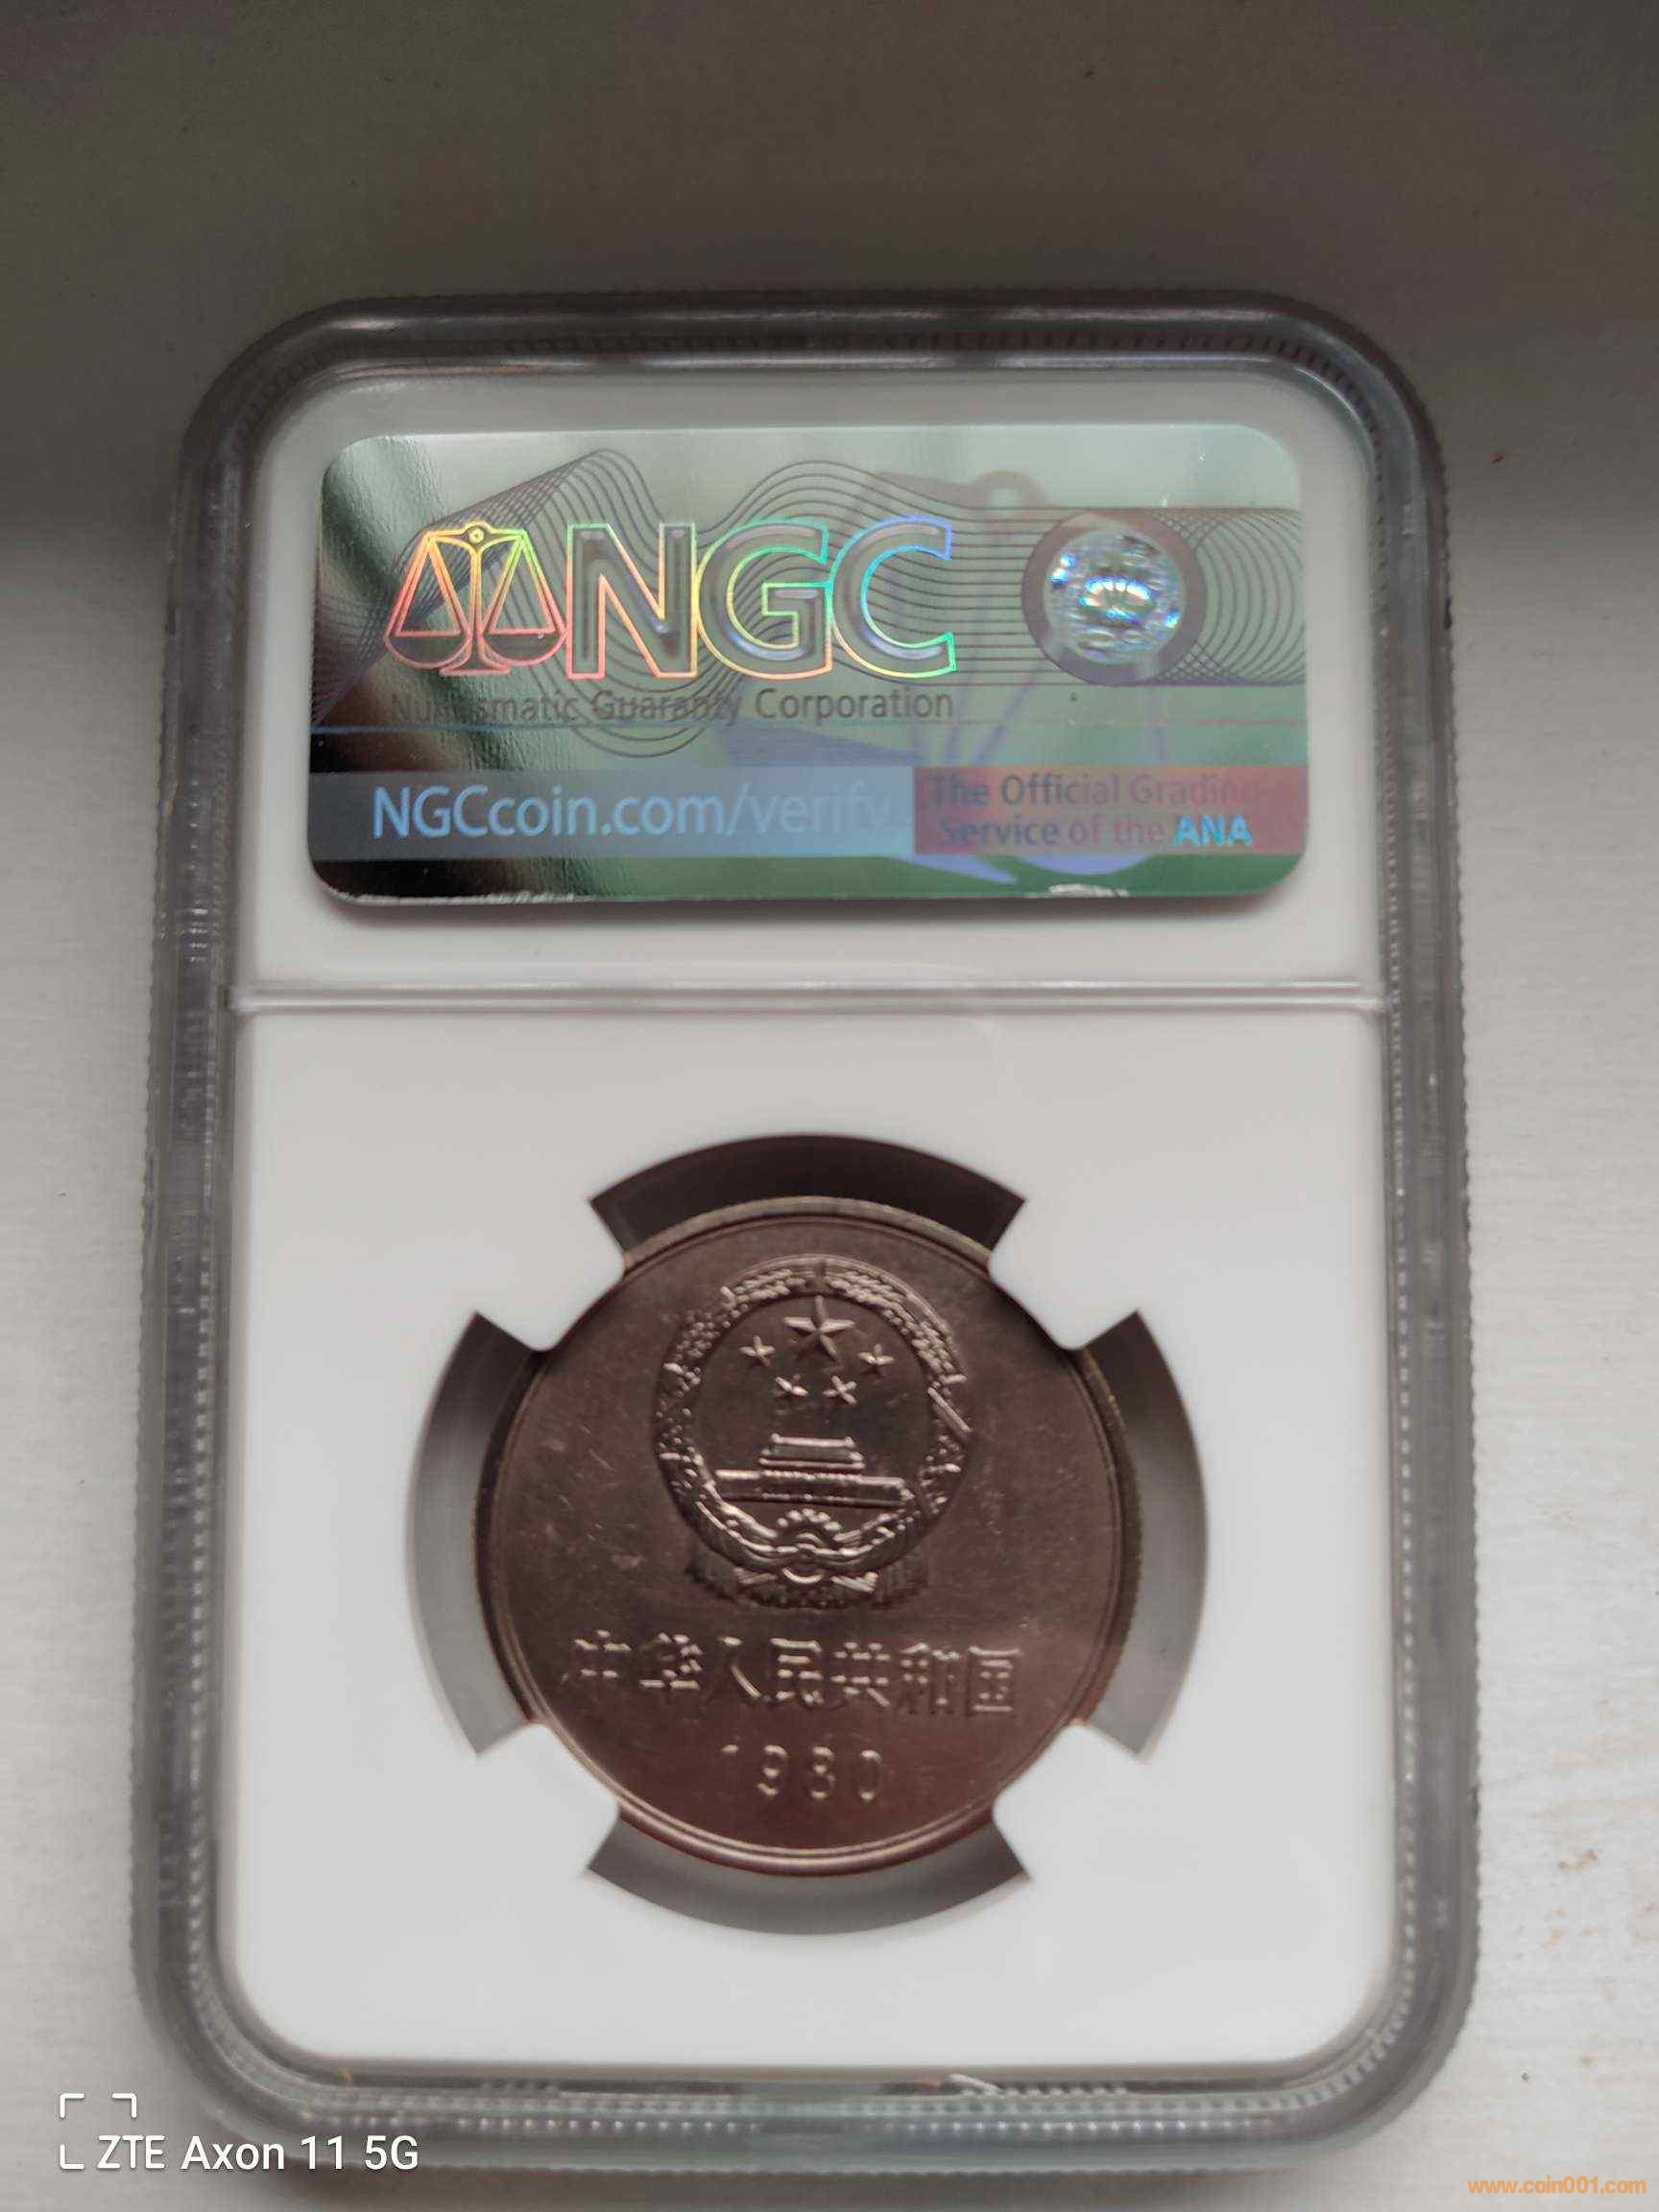 NGC
Numismatic Guaranty Corporation
NGCcoin.com/verify
The Official Grading
Service of the ANA
中华人民共和国
1980
ZTE Axon 11 5G
www.coin001.com